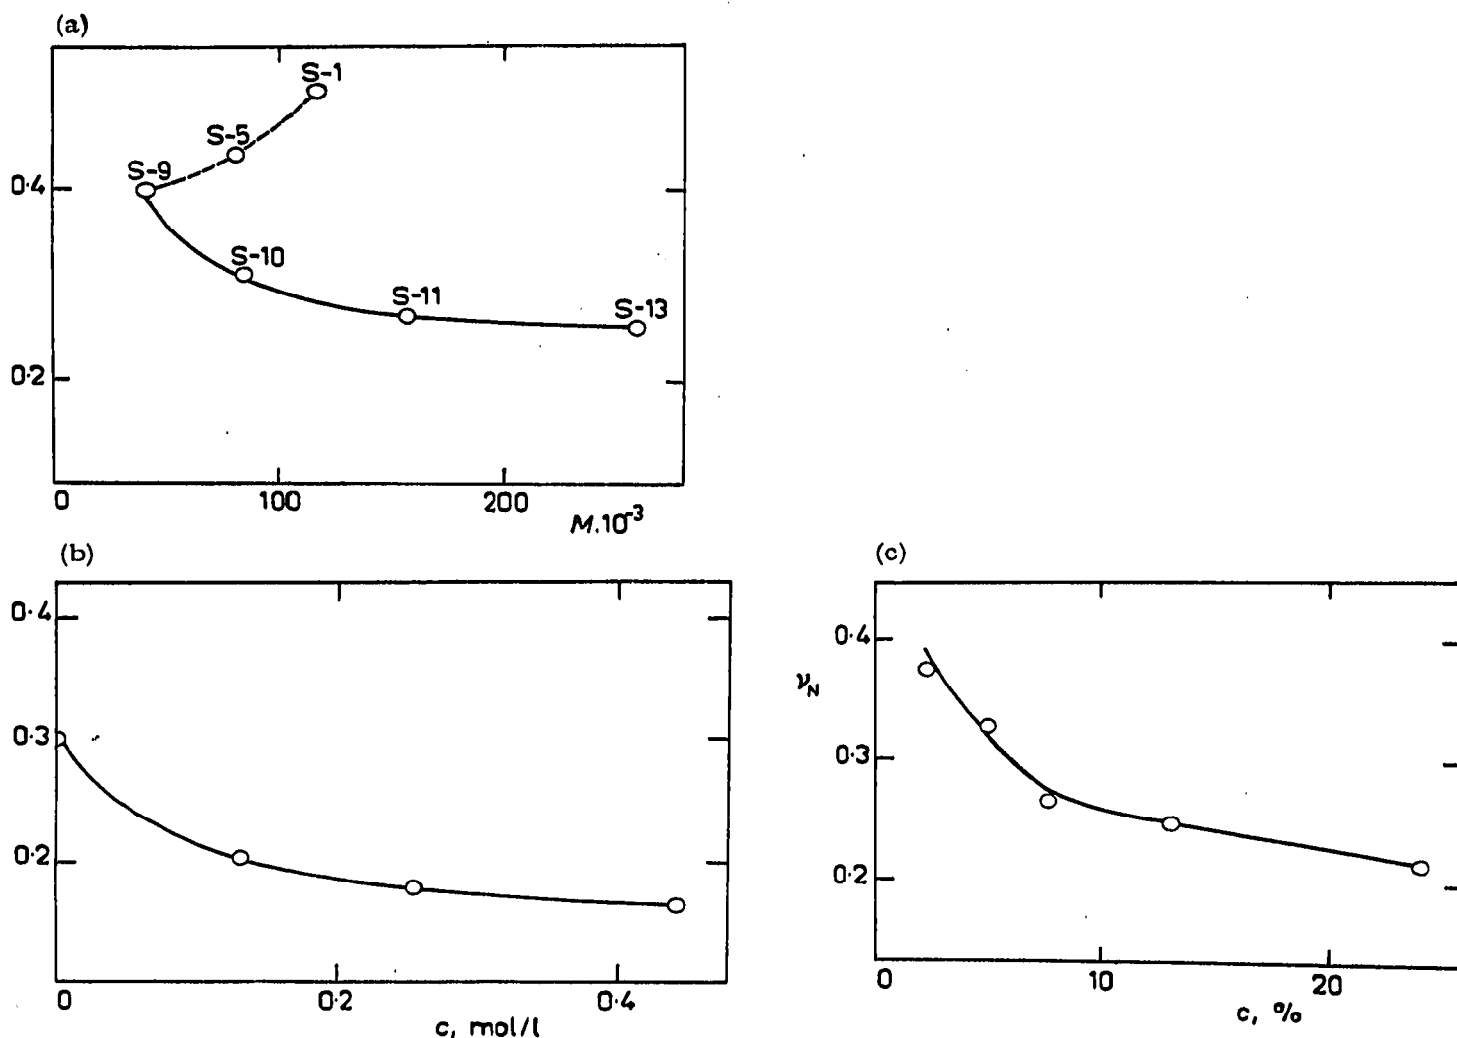 (a)
S-1
S-5
S-9
0·4
S-10
S-11
S-13
0·2
0 100 200
M.10⁻³
(b)
0·4
0·3
0·2
0 0·2 0·4
c, mol/l
(c)
0·4
ν_N
0·3
0·2
0 10 20
c, %